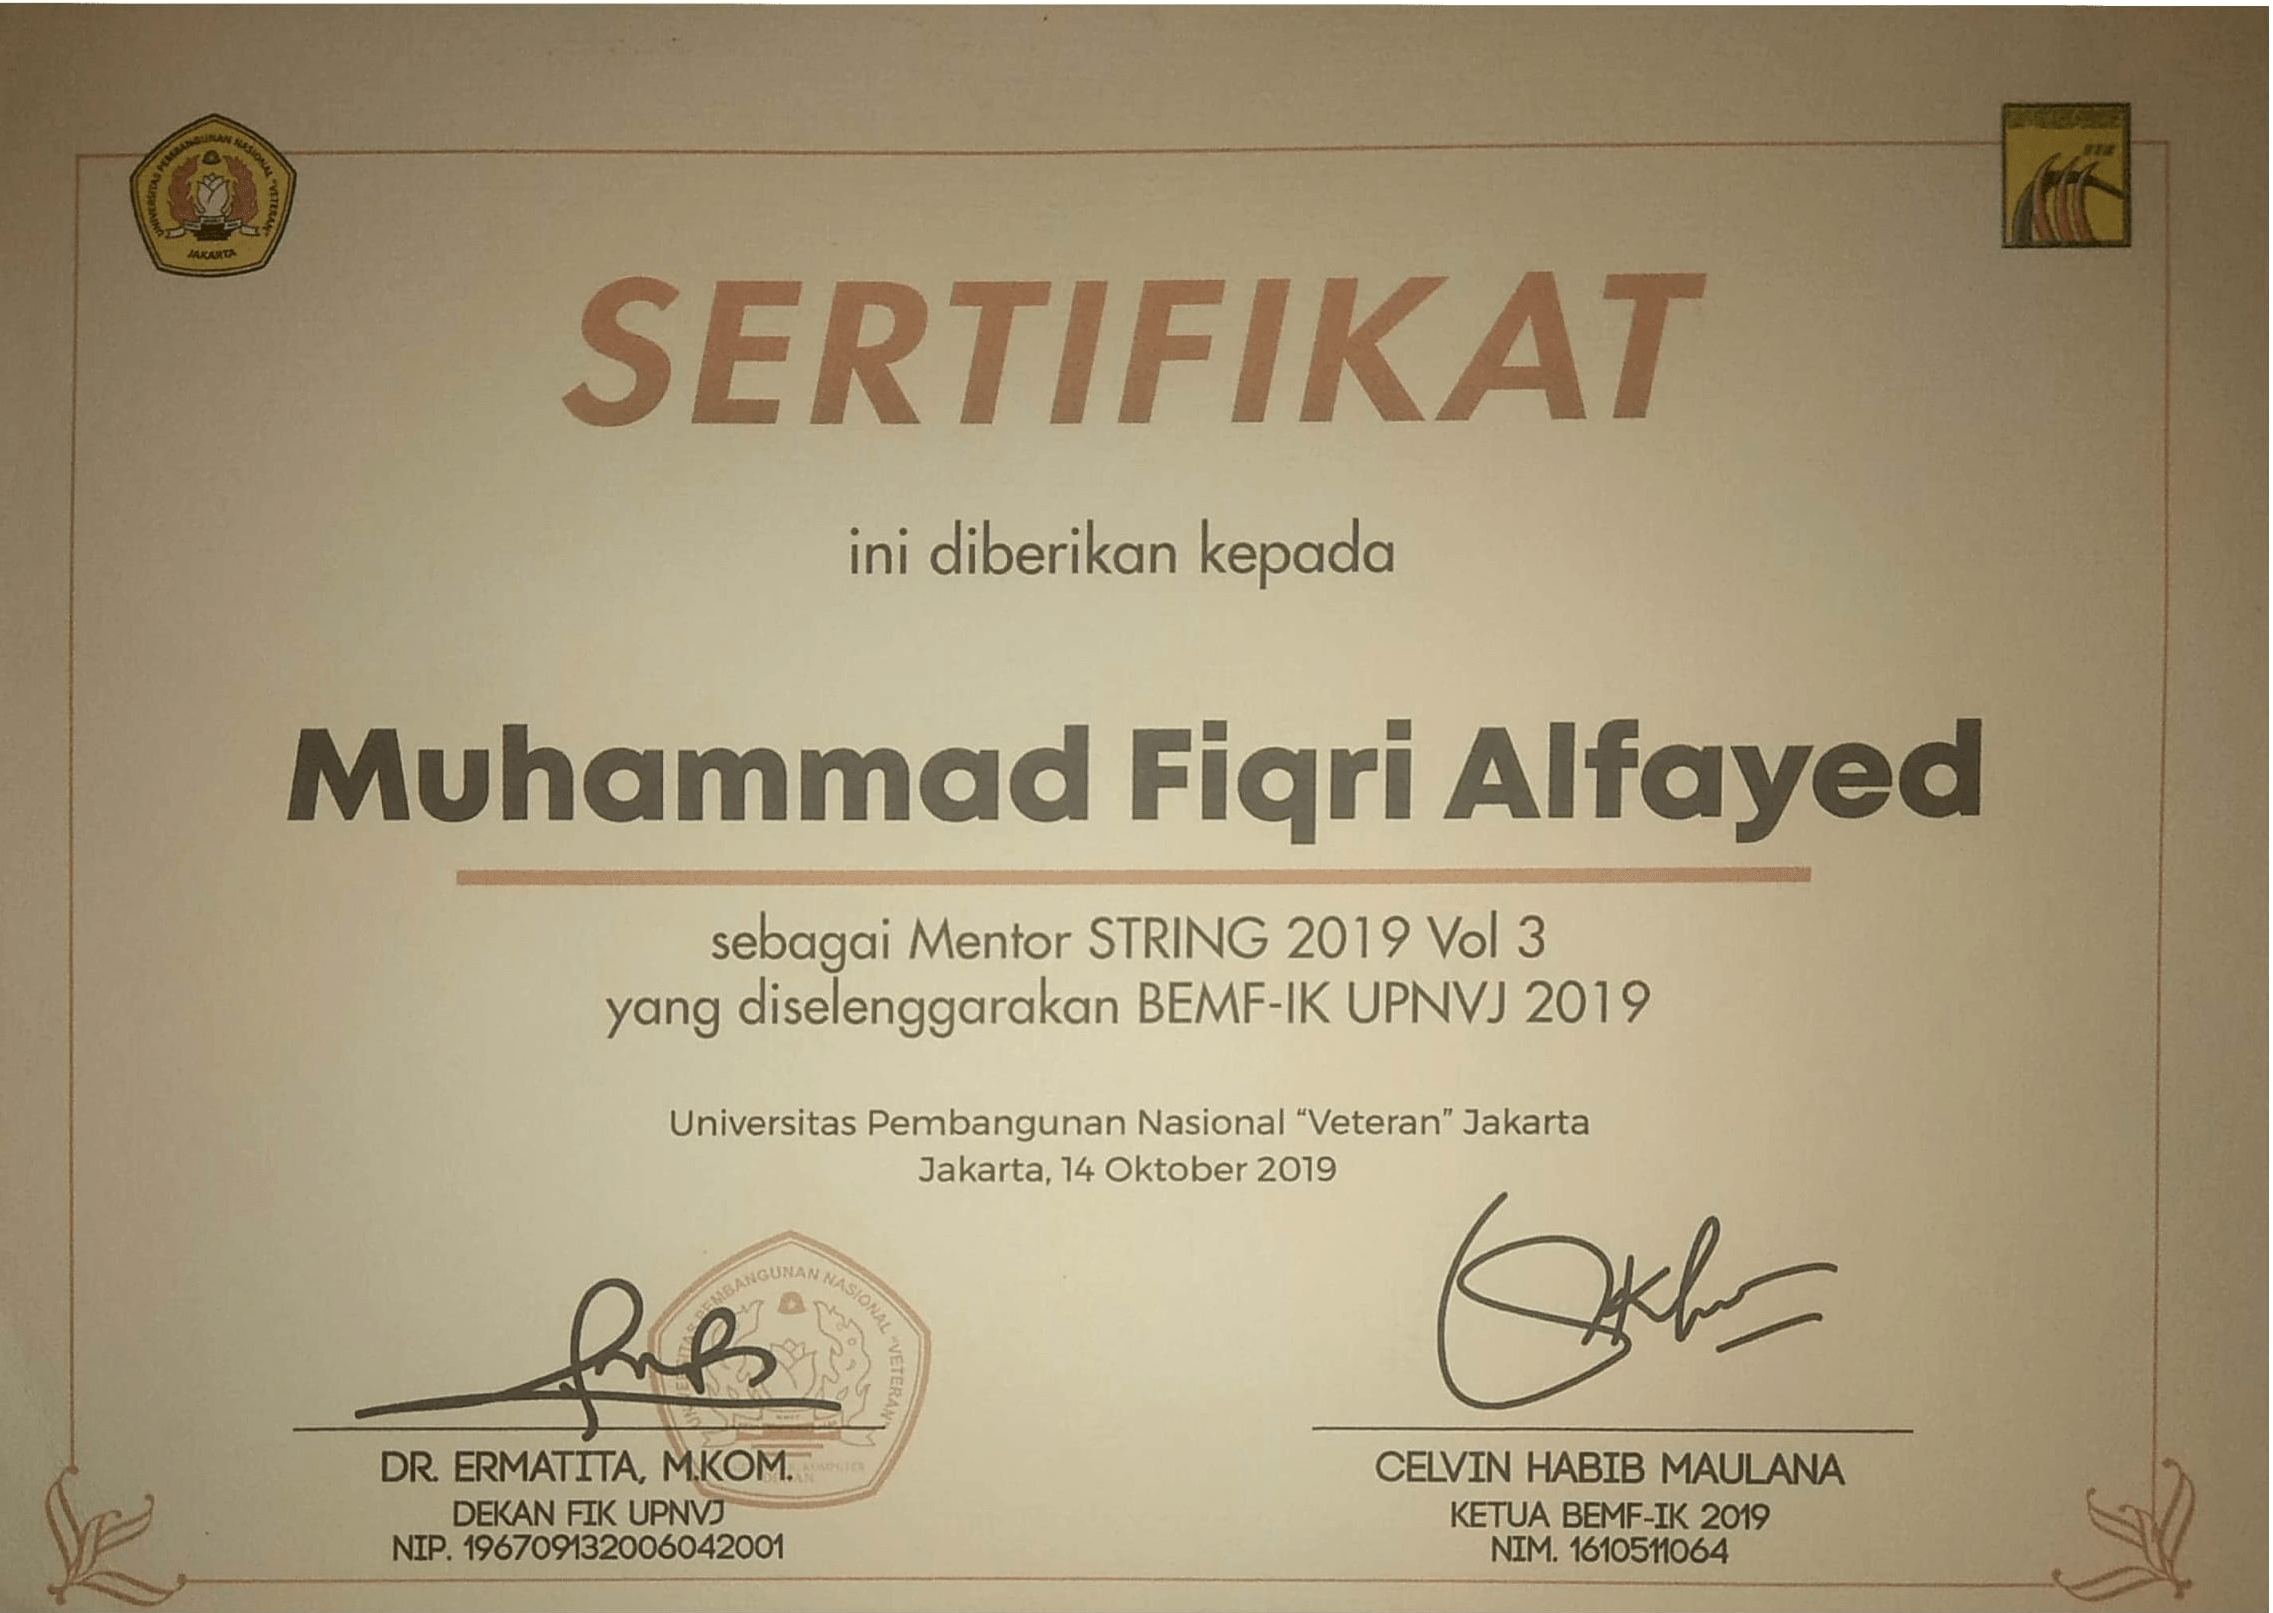 UNIVERSITAS PEMBANGUNAN NASIONAL "VETERAN"
JAKARTA
SERTIFIKAT
ini diberikan kepada
Muhammad Fiqri Alfayed
sebagai Mentor STRING 2019 Vol 3
yang diselenggarakan BEMF-IK UPNVJ 2019
Universitas Pembangunan Nasional “Veteran” Jakarta
Jakarta, 14 Oktober 2019
PEMBANGUNAN NASIONAL "VETERAN"
DR. ERMATITA, M.KOM.
DEKAN FIK UPNVJ
NIP. 196709132006042001
CELVIN HABIB MAULANA
KETUA BEMF-IK 2019
NIM. 1610511064